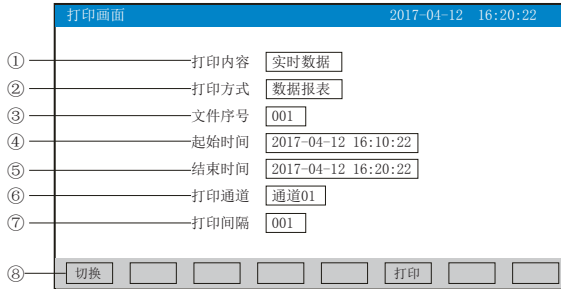 打印画面 2017-04-12 16:20:22
① 打印内容 实时数据
② 打印方式 数据报表
③ 文件序号 001
④ 起始时间 2017-04-12 16:10:22
⑤ 结束时间 2017-04-12 16:20:22
⑥ 打印通道 通道01
⑦ 打印间隔 001
⑧ 切换 打印